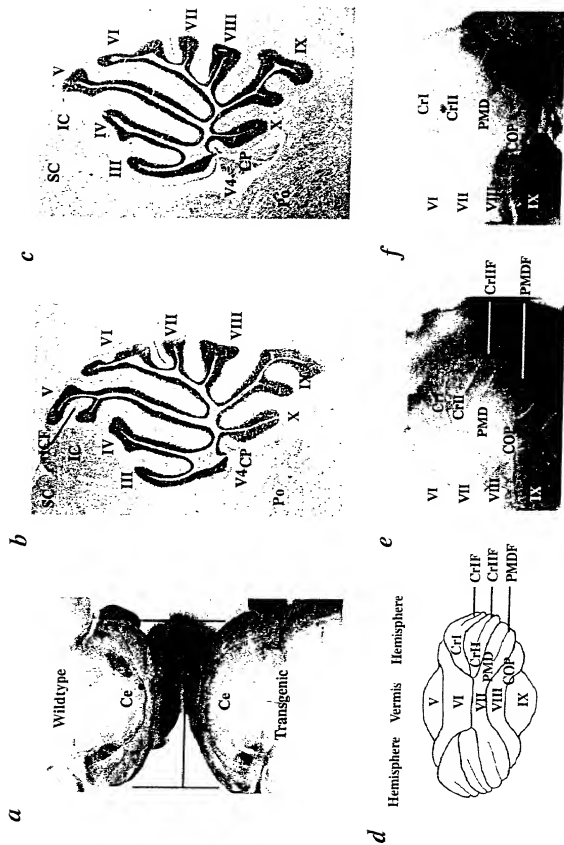 a
Wildtype
Ce
Ce
Transgenic
b
SC
V
IC
VI
IV
VII
III
VIII
V4
CP
IX
X
Po
c
SC
V
IC
VI
IV
VII
III
VIII
IX
V4
CP
X
Po
d
Hemisphere Vermis Hemisphere
V
CrI
VI
CrII
VII
PMD
VIII
COP
IX
CrIF
CrIIF
PMDF
e
VI
CrI
CrII
VII
PMD
VIII
COP
IX
CrIIF
PMDF
f
VI
CrI
VII
CrII
PMD
VIII
COP
IX